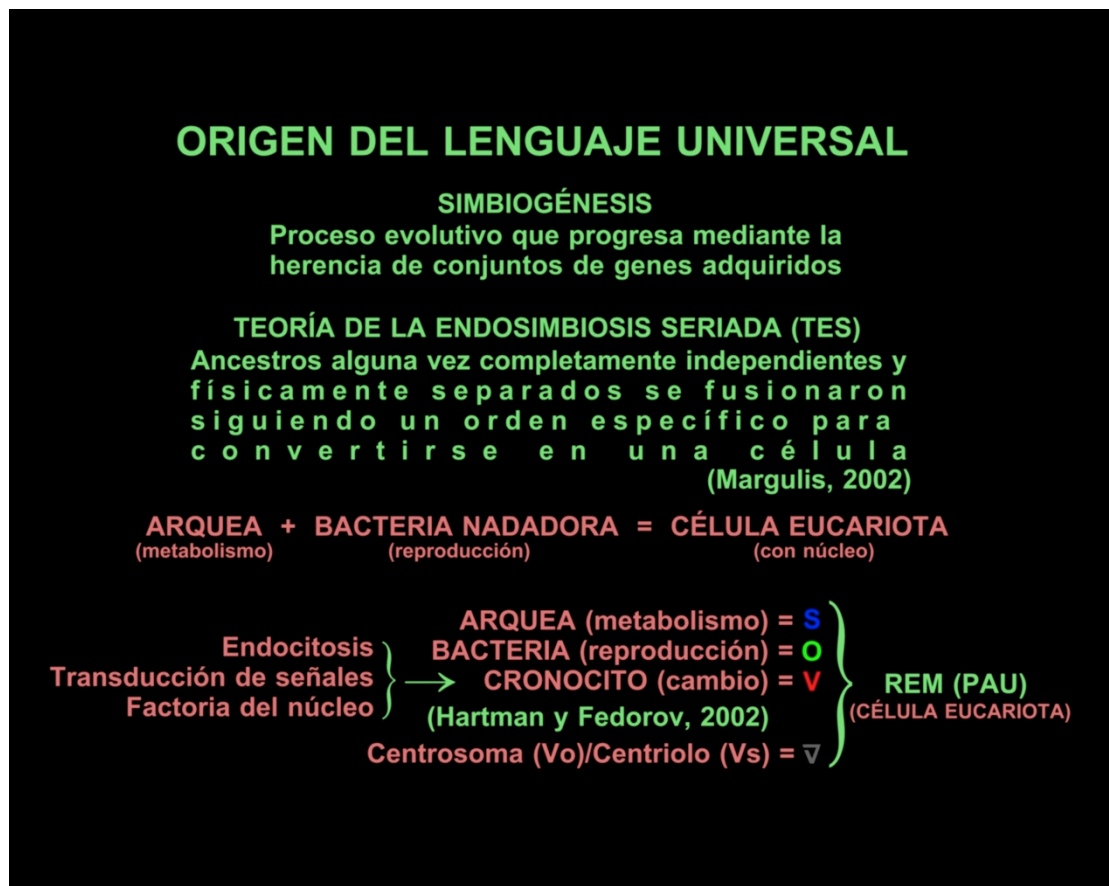 ORIGEN DEL LENGUAJE UNIVERSAL
SIMBIOGÉNESIS
Proceso evolutivo que progresa mediante la
herencia de conjuntos de genes adquiridos
TEORÍA DE LA ENDOSIMBIOSIS SERIADA (TES)
Ancestros alguna vez completamente independientes y
físicamente separados se fusionaron
siguiendo un orden específico para
convertirse en una célula
(Margulis, 2002)
ARQUEA + BACTERIA NADADORA = CÉLULA EUCARIOTA
(metabolismo) (reproducción) (con núcleo)
Endocitosis
Transducción de señales
Factoria del núcleo
ARQUEA (metabolismo) = S
BACTERIA (reproducción) = O
CRONOCITO (cambio) = V
(Hartman y Fedorov, 2002)
Centrosoma (Vo)/Centriolo (Vs) = V̅
REM (PAU)
(CÉLULA EUCARIOTA)